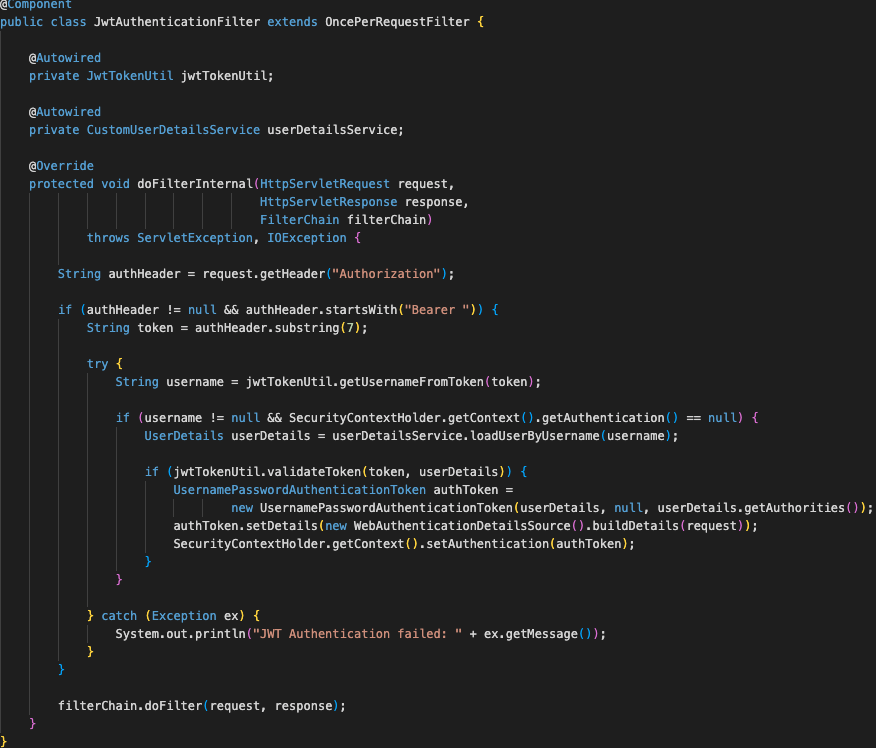 @Component
public class JwtAuthenticationFilter extends OncePerRequestFilter {
@Autowired
private JwtTokenUtil jwtTokenUtil;
@Autowired
private CustomUserDetailsService userDetailsService;
@Override
protected void doFilterInternal(HttpServletRequest request,
HttpServletResponse response,
FilterChain filterChain)
throws ServletException, IOException {
String authHeader = request.getHeader("Authorization");
if (authHeader != null && authHeader.startsWith("Bearer ")) {
String token = authHeader.substring(7);
try {
String username = jwtTokenUtil.getUsernameFromToken(token);
if (username != null && SecurityContextHolder.getContext().getAuthentication() == null) {
UserDetails userDetails = userDetailsService.loadUserByUsername(username);
if (jwtTokenUtil.validateToken(token, userDetails)) {
UsernamePasswordAuthenticationToken authToken =
new UsernamePasswordAuthenticationToken(userDetails, null, userDetails.getAuthorities());
authToken.setDetails(new WebAuthenticationDetailsSource().buildDetails(request));
SecurityContextHolder.getContext().setAuthentication(authToken);
}
}
} catch (Exception ex) {
System.out.println("JWT Authentication failed: " + ex.getMessage());
}
}
filterChain.doFilter(request, response);
}
}